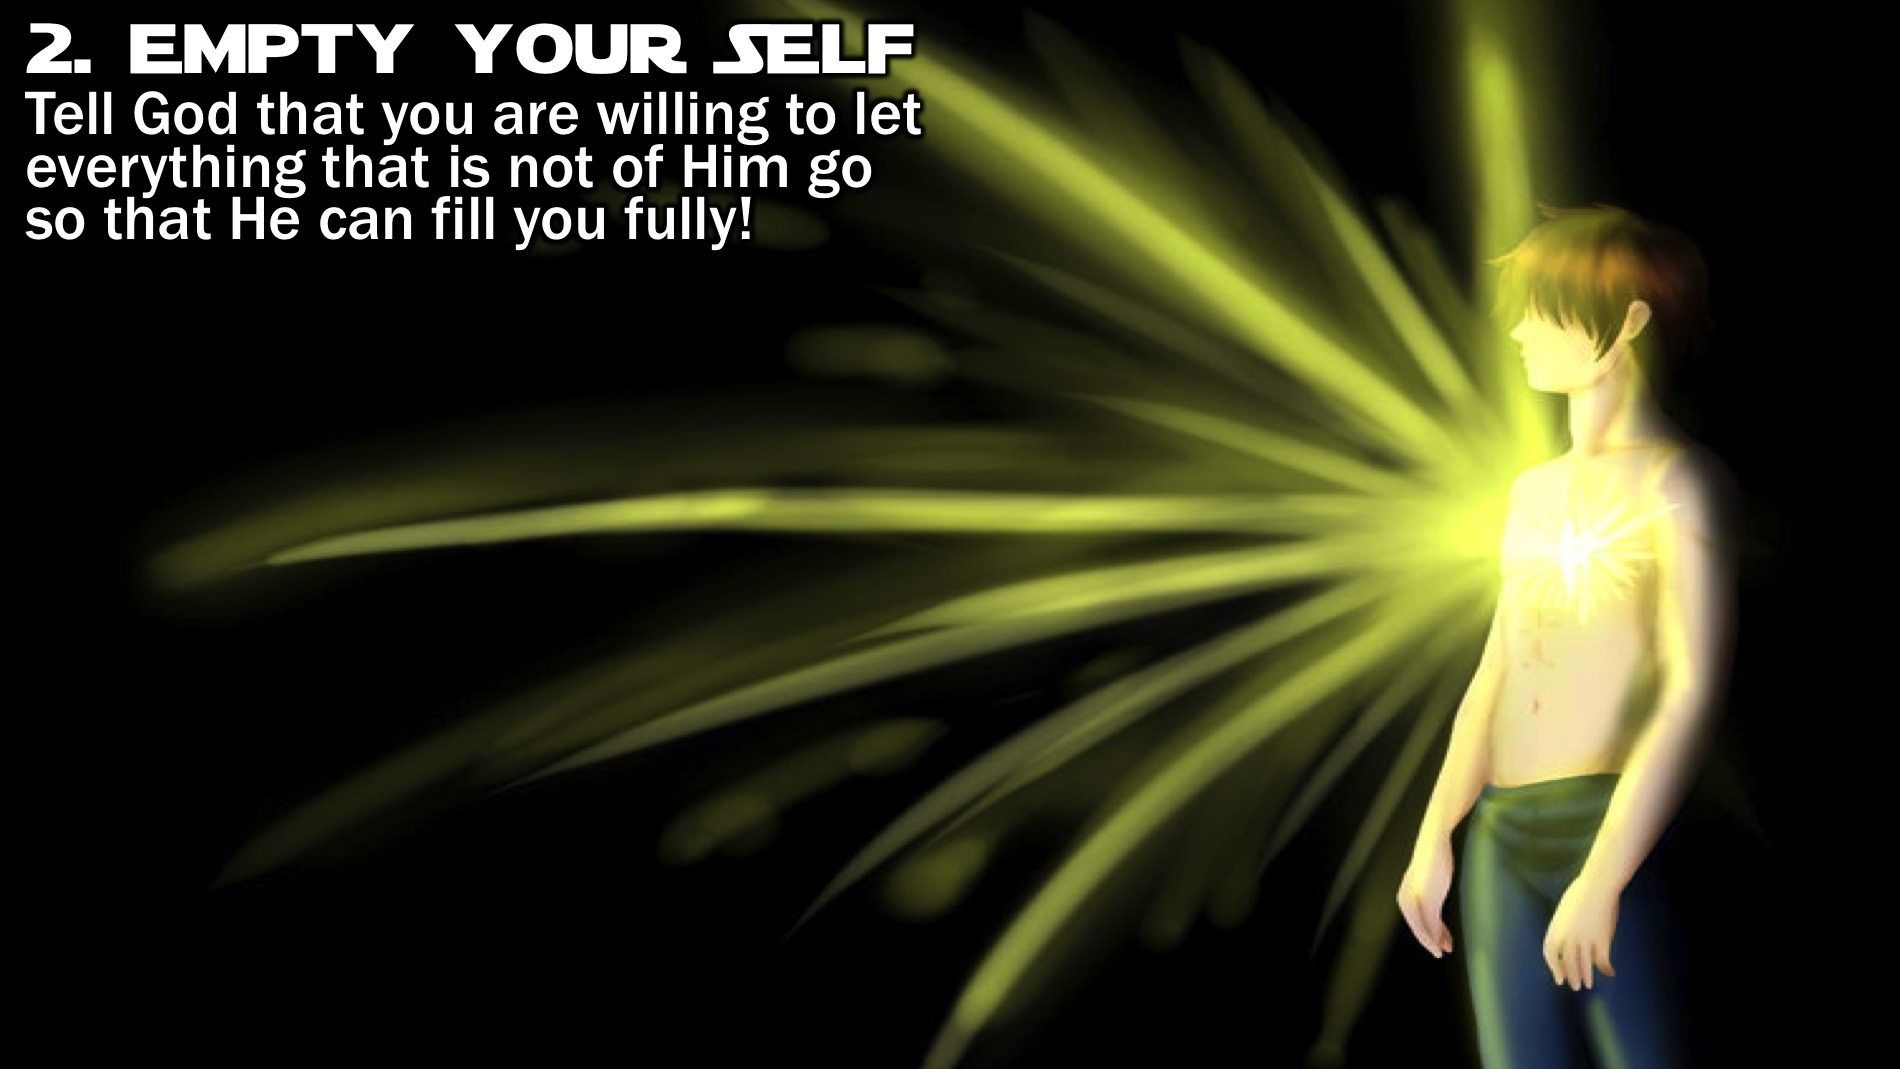 2. EMPTY YOUR SELF
Tell God that you are willing to let
everything that is not of Him go
so that He can fill you fully!